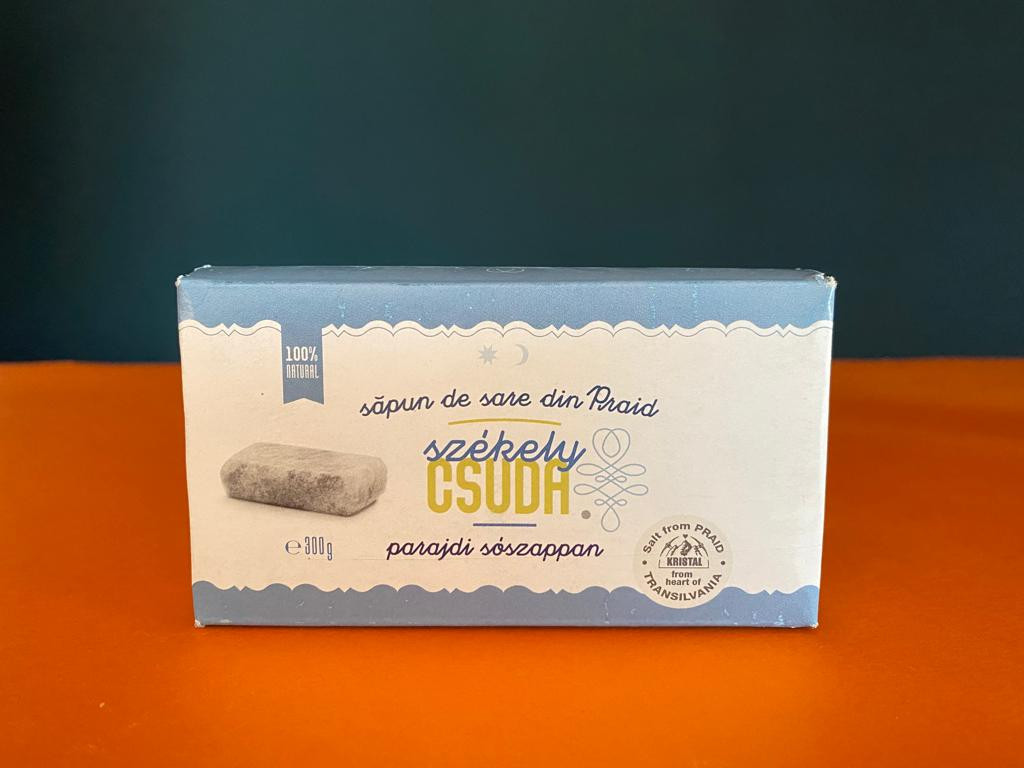 100%
NATURAL
săpun de sare din Praid
székely
CSUDA
parajdi sószappan
℮ 300g
Salt from PRAID
KRISTAL
from
heart of
TRANSILVANIA